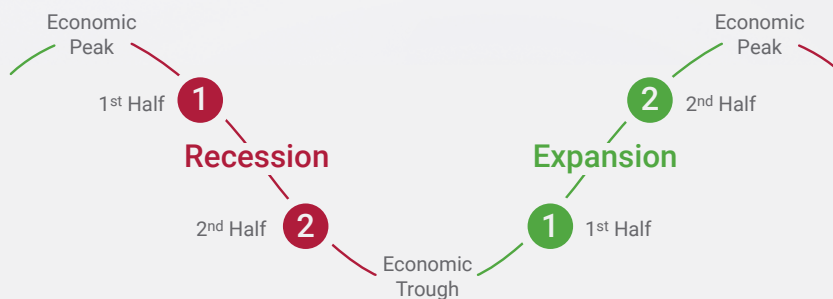 Economic
Peak
Economic
Peak
1st Half
1
2
2nd Half
Recession
Expansion
2nd Half
2
1
1st Half
Economic
Trough